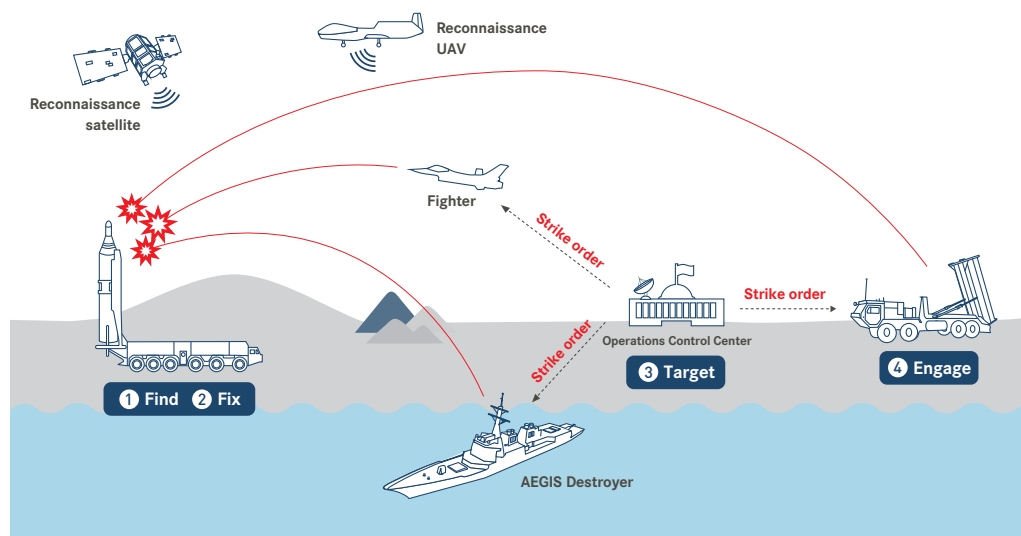 Reconnaissance
UAV
Reconnaissance
satellite
Fighter
Strike order
Strike order
Strike order
Operations Control Center
1 Find 2 Fix
3 Target
4 Engage
AEGIS Destroyer